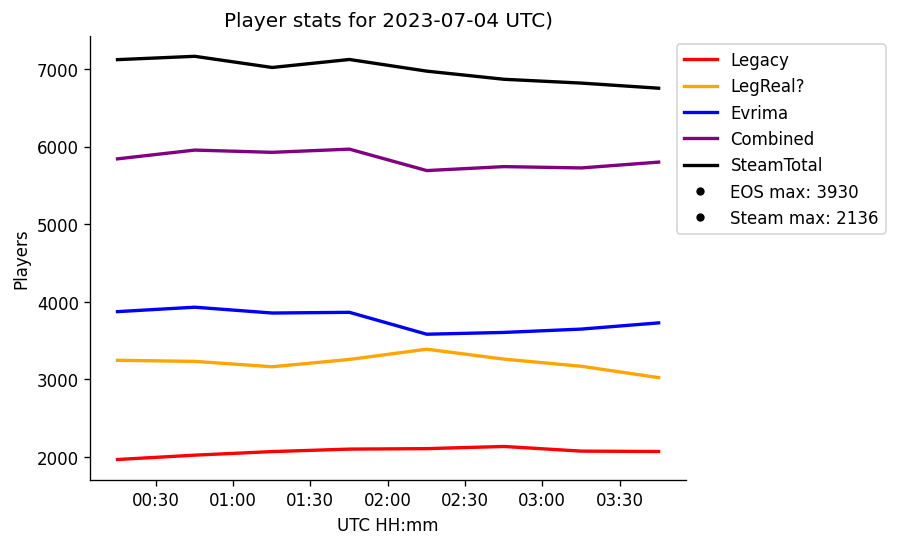 Player stats for 2023-07-04 UTC)
7000
6000
5000
4000
3000
2000
Players
00:30 01:00 01:30 02:00 02:30 03:00 03:30
UTC HH:mm
Legacy
LegReal?
Evrima
Combined
SteamTotal
EOS max: 3930
Steam max: 2136